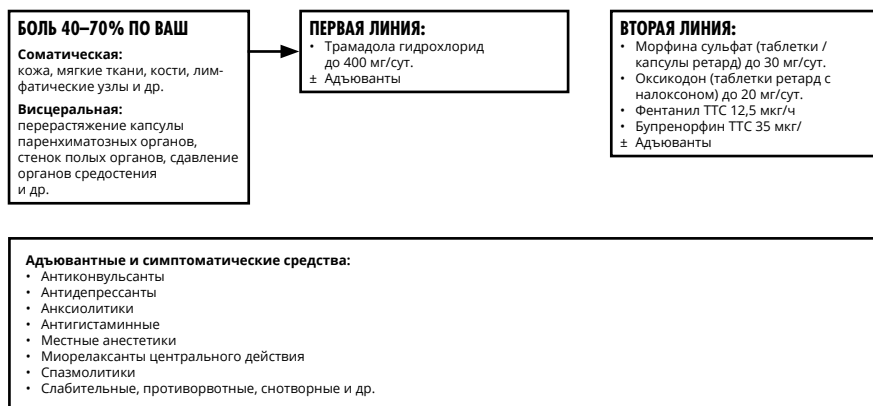 БОЛЬ 40–70% ПО ВАШ
Соматическая:
кожа, мягкие ткани, кости, лим-
фатические узлы и др.
Висцеральная:
перерастяжение капсулы
паренхиматозных органов,
стенок полых органов, сдавление
органов средостения
и др.
ПЕРВАЯ ЛИНИЯ:
• Трамадола гидрохлорид
до 400 мг/сут.
± Адъюванты
ВТОРАЯ ЛИНИЯ:
• Морфина сульфат (таблетки /
капсулы ретард) до 30 мг/сут.
• Оксикодон (таблетки ретард с
налоксоном) до 20 мг/сут.
• Фентанил ТТС 12,5 мкг/ч
• Бупренорфин ТТС 35 мкг/
± Адъюванты
Адъювантные и симптоматические средства:
• Антиконвульсанты
• Антидепрессанты
• Анксиолитики
• Антигистаминные
• Местные анестетики
• Миорелаксанты центрального действия
• Спазмолитики
• Слабительные, противорвотные, снотворные и др.